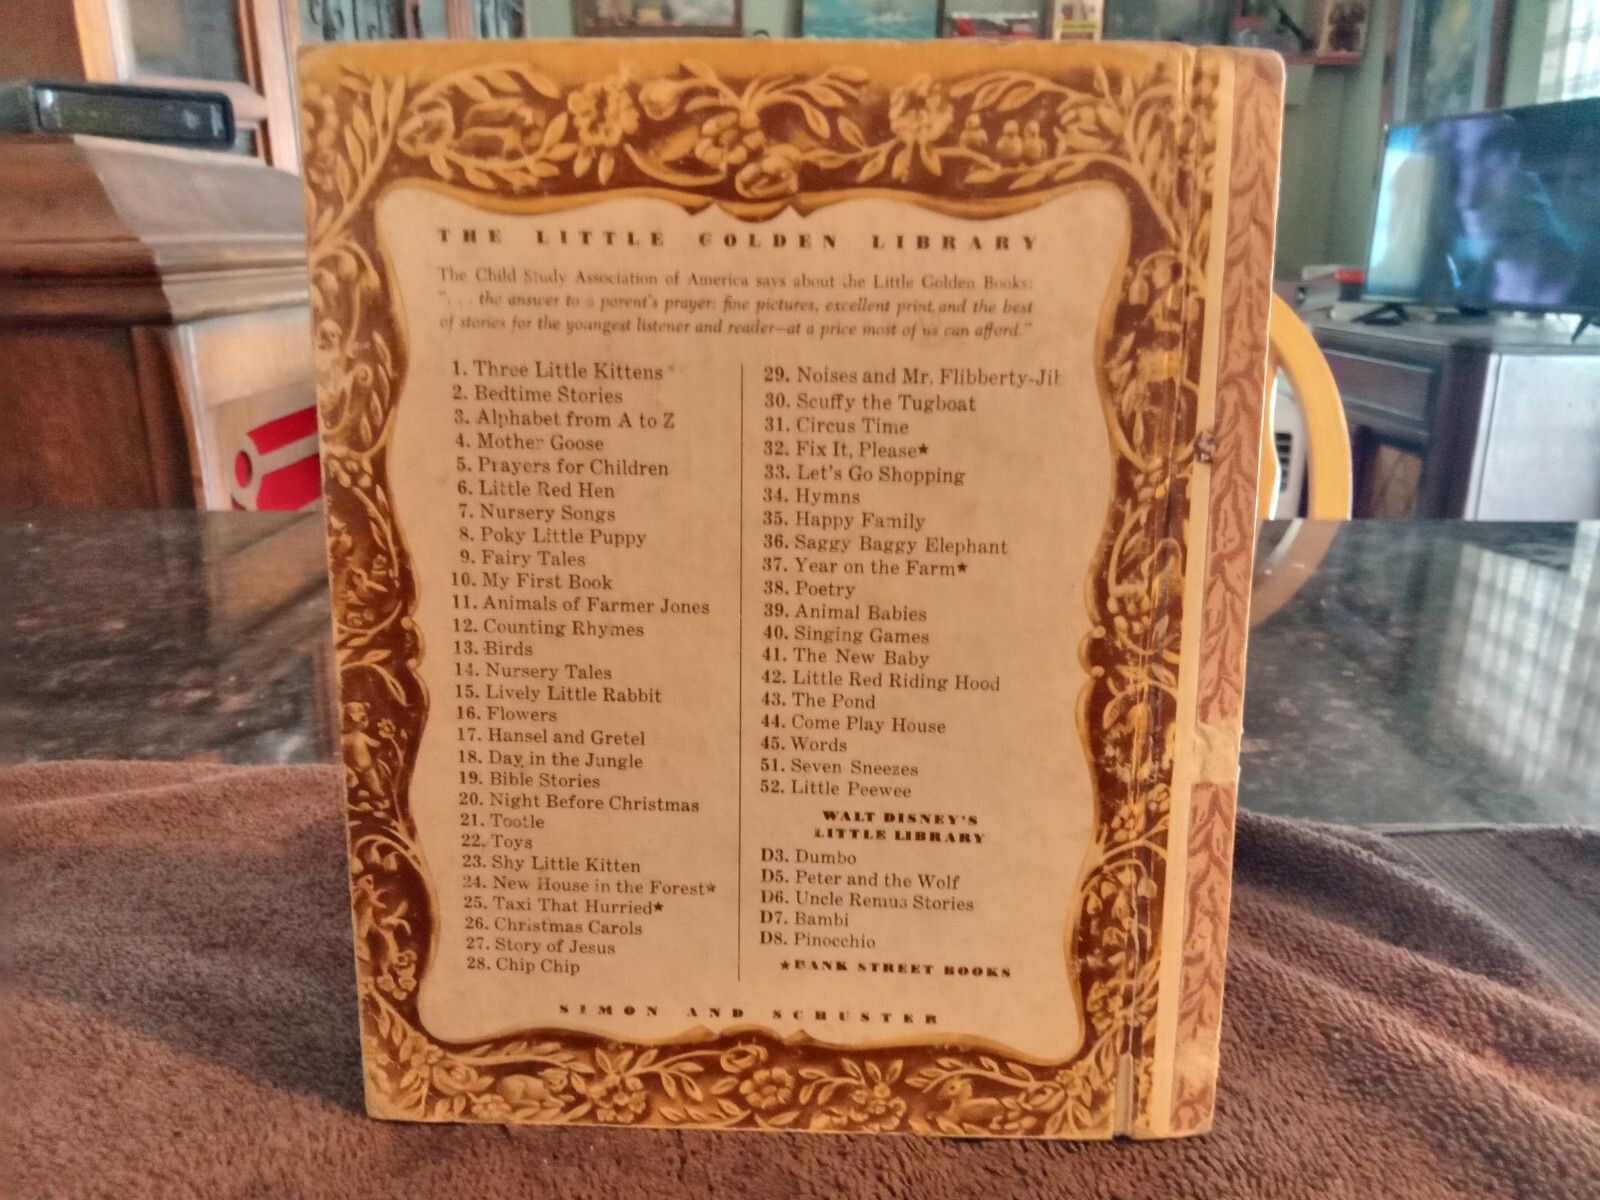 THE LITTLE GOLDEN LIBRARY
The Child Study Association of America says about the Little Golden Books:
". . . the answer to a parent's prayer: fine pictures, excellent print and the best
of stories for the youngest listener and reader—at a price most of us can afford."
1. Three Little Kittens
2. Bedtime Stories
3. Alphabet from A to Z
4. Mother Goose
5. Prayers for Children
6. Little Red Hen
7. Nursery Songs
8. Poky Little Puppy
9. Fairy Tales
10. My First Book
11. Animals of Farmer Jones
12. Counting Rhymes
13. Birds
14. Nursery Tales
15. Lively Little Rabbit
16. Flowers
17. Hansel and Gretel
18. Day in the Jungle
19. Bible Stories
20. Night Before Christmas
21. Tootle
22. Toys
23. Shy Little Kitten
24. New House in the Forest★
25. Taxi That Hurried★
26. Christmas Carols
27. Story of Jesus
28. Chip Chip
29. Noises and Mr. Flibberty-Jib
30. Scuffy the Tugboat
31. Circus Time
32. Fix It, Please★
33. Let's Go Shopping
34. Hymns
35. Happy Family
36. Saggy Baggy Elephant
37. Year on the Farm★
38. Poetry
39. Animal Babies
40. Singing Games
41. The New Baby
42. Little Red Riding Hood
43. The Pond
44. Come Play House
45. Words
51. Seven Sneezes
52. Little Peewee
WALT DISNEY'S
LITTLE LIBRARY
D3. Dumbo
D5. Peter and the Wolf
D6. Uncle Remus Stories
D7. Bambi
D8. Pinocchio
★BANK STREET BOOKS
SIMON AND SCHUSTER